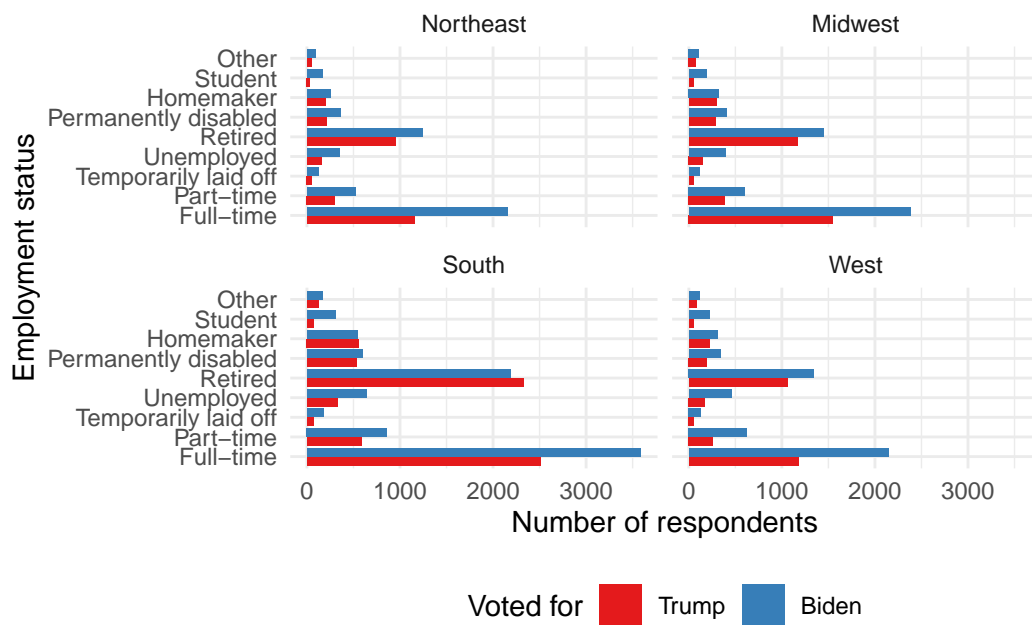 Northeast
Midwest
Other
Student
Homemaker
Permanently disabled
Retired
Unemployed
Temporarily laid off
Part−time
Full−time
South
West
Other
Student
Homemaker
Permanently disabled
Retired
Unemployed
Temporarily laid off
Part−time
Full−time
0 1000 2000 3000
0 1000 2000 3000
Number of respondents
Employment status
Voted for Trump Biden